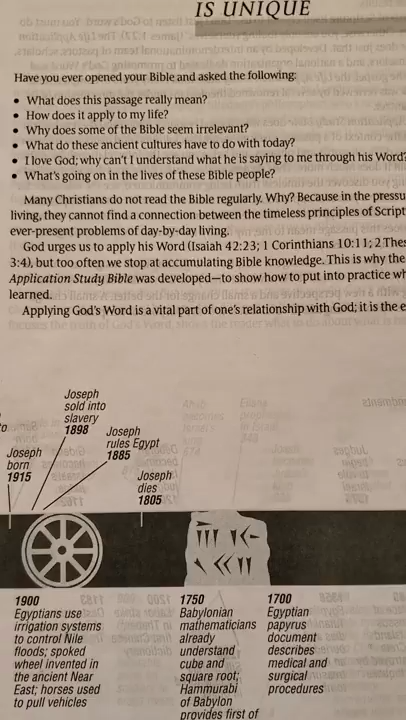 IS UNIQUE
Have you ever opened your Bible and asked the following:
• What does this passage really mean?
• How does it apply to my life?
• Why does some of the Bible seem irrelevant?
• What do these ancient cultures have to do with today?
• I love God; why can't I understand what he is saying to me through his Word?
• What's going on in the lives of these Bible people?
Many Christians do not read the Bible regularly. Why? Because in the pressu
living, they cannot find a connection between the timeless principles of Script
ever-present problems of day-by-day living.
God urges us to apply his Word (Isaiah 42:23; 1 Corinthians 10:11; 2 Thes
3:4), but too often we stop at accumulating Bible knowledge. This is why the
Application Study Bible was developed—to show how to put into practice wh
learned.
Applying God's Word is a vital part of one's relationship with God; it is the e
Joseph
born
1915
Joseph
sold into
slavery
1898
Joseph
rules Egypt
1885
Joseph
dies
1805
1900
Egyptians use
irrigation systems
to control Nile
floods; spoked
wheel invented in
the ancient Near
East; horses used
to pull vehicles
1750
Babylonian
mathematicians
already
understand
cube and
square root;
Hammurabi
of Babylon
provides first of
1700
Egyptian
papyrus
document
describes
medical and
surgical
procedures